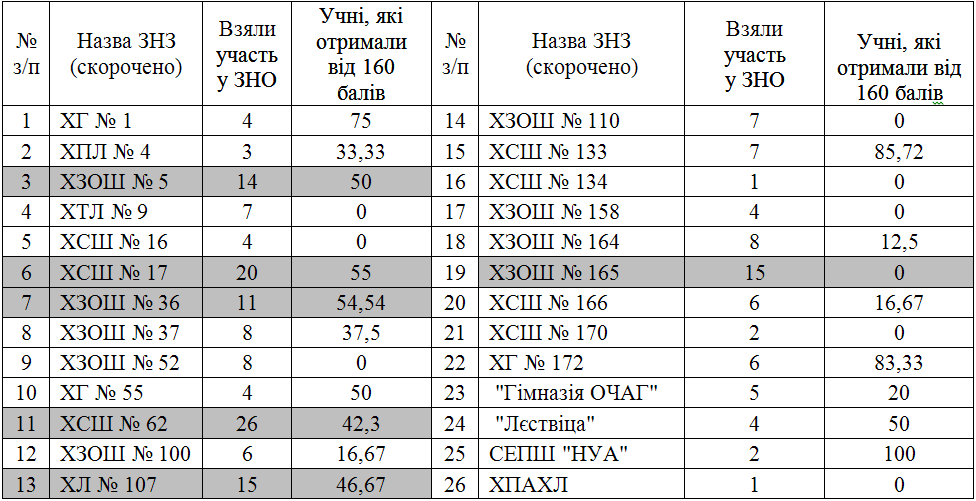 № з/п Назва ЗНЗ (скорочено) Взяли участь у ЗНО Учні, які отримали від 160 балів № з/п Назва ЗНЗ (скорочено) Взяли участь у ЗНО Учні, які отримали від 160 балів
1 ХГ № 1 4 75 14 ХЗОШ № 110 7 0
2 ХПЛ № 4 3 33,33 15 ХСШ № 133 7 85,72
3 ХЗОШ № 5 14 50 16 ХСШ № 134 1 0
4 ХТЛ № 9 7 0 17 ХЗОШ № 158 4 0
5 ХСШ № 16 4 0 18 ХЗОШ № 164 8 12,5
6 ХСШ № 17 20 55 19 ХЗОШ № 165 15 0
7 ХЗОШ № 36 11 54,54 20 ХСШ № 166 6 16,67
8 ХЗОШ № 37 8 37,5 21 ХСШ № 170 2 0
9 ХЗОШ № 52 8 0 22 ХГ № 172 6 83,33
10 ХГ № 55 4 50 23 "Гімназія ОЧАГ" 5 20
11 ХСШ № 62 26 42,3 24 "Лєствіца" 4 50
12 ХЗОШ № 100 6 16,67 25 СЕПШ "НУА" 2 100
13 ХЛ № 107 15 46,67 26 ХПАХЛ 1 0